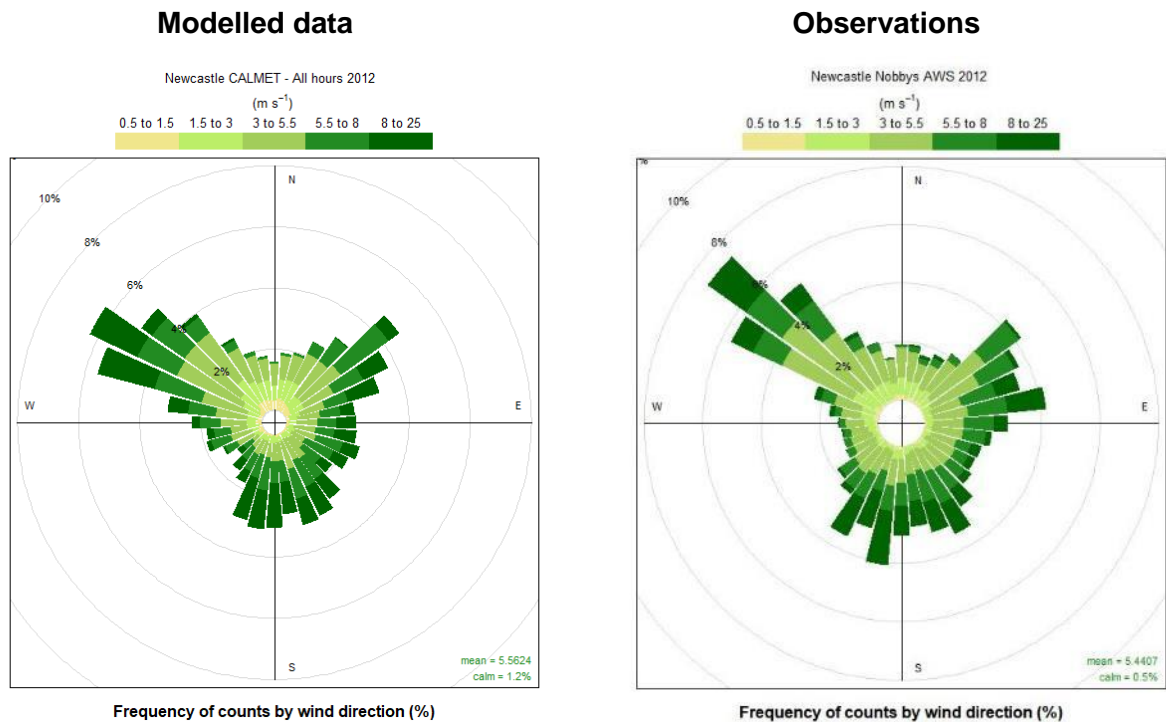 Modelled data
Newcastle CALMET - All hours 2012
(m s⁻¹)
0.5 to 1.5 1.5 to 3 3 to 5.5 5.5 to 8 8 to 25
N
10%
8%
6%
4%
2%
W
E
S
mean = 5.5624
calm = 1.2%
Frequency of counts by wind direction (%)
Observations
Newcastle Nobbys AWS 2012
(m s⁻¹)
0.5 to 1.5 1.5 to 3 3 to 5.5 5.5 to 8 8 to 25
%
N
10%
8%
6%
4%
2%
W
E
S
mean = 5.4407
calm = 0.5%
Frequency of counts by wind direction (%)